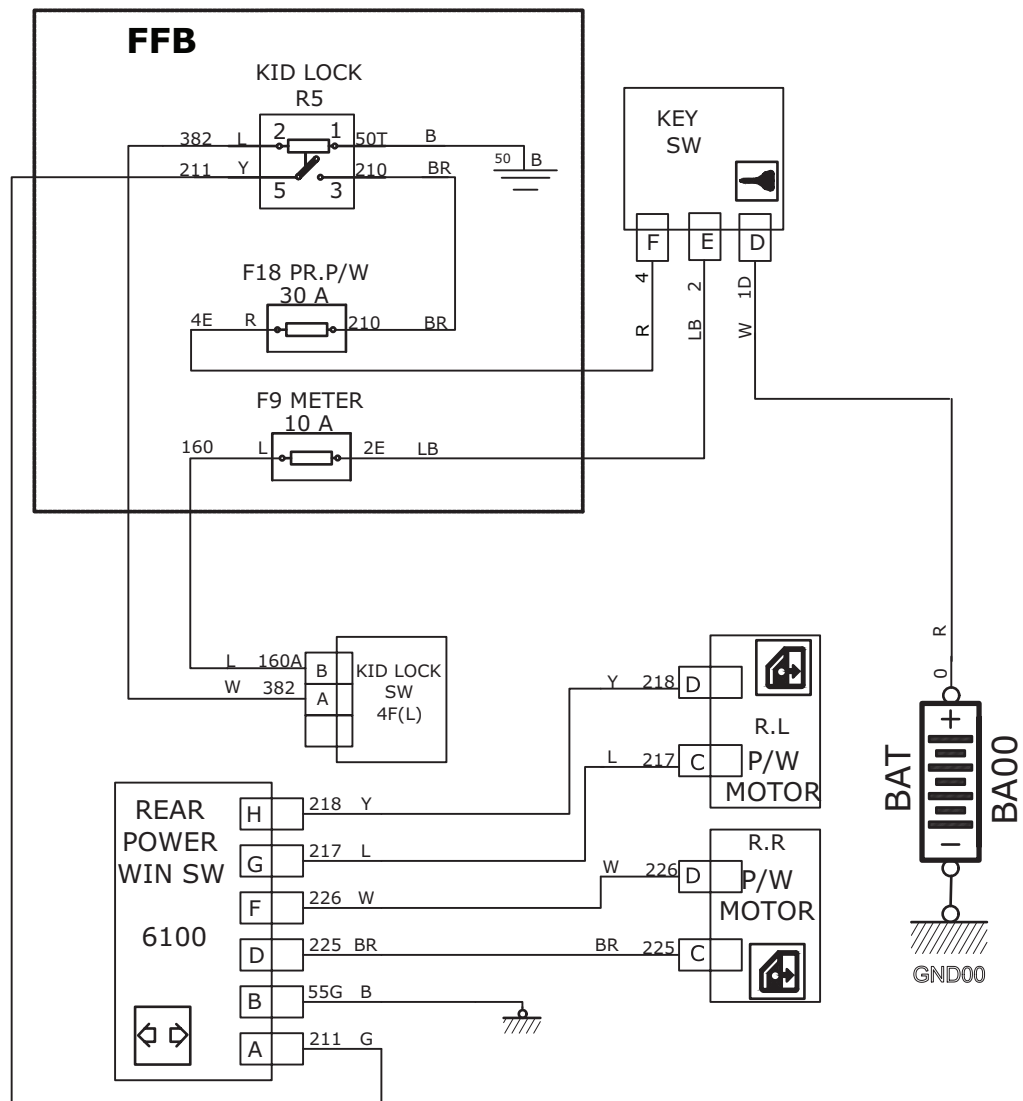 FFB
KID LOCK
R5
382 L 2 1 50T B
211 Y 5 3 210 BR
50 B
F18 PR.P/W
30 A
4E R 210 BR
F9 METER
10 A
160 L 2E LB
KEY
SW
F E D
4 2 1D
R LB W
L 160A B
W 382 A
KID LOCK
SW
4F(L)
REAR
POWER
WIN SW
6100
H 218 Y
G 217 L
F 226 W
D 225 BR
B 55G B
A 211 G
Y 218 D
R.L
L 217 C
P/W
MOTOR
R.R
W 226 D
P/W
MOTOR
BR 225 C
R
0
+
BAT
BA00
−
GND00